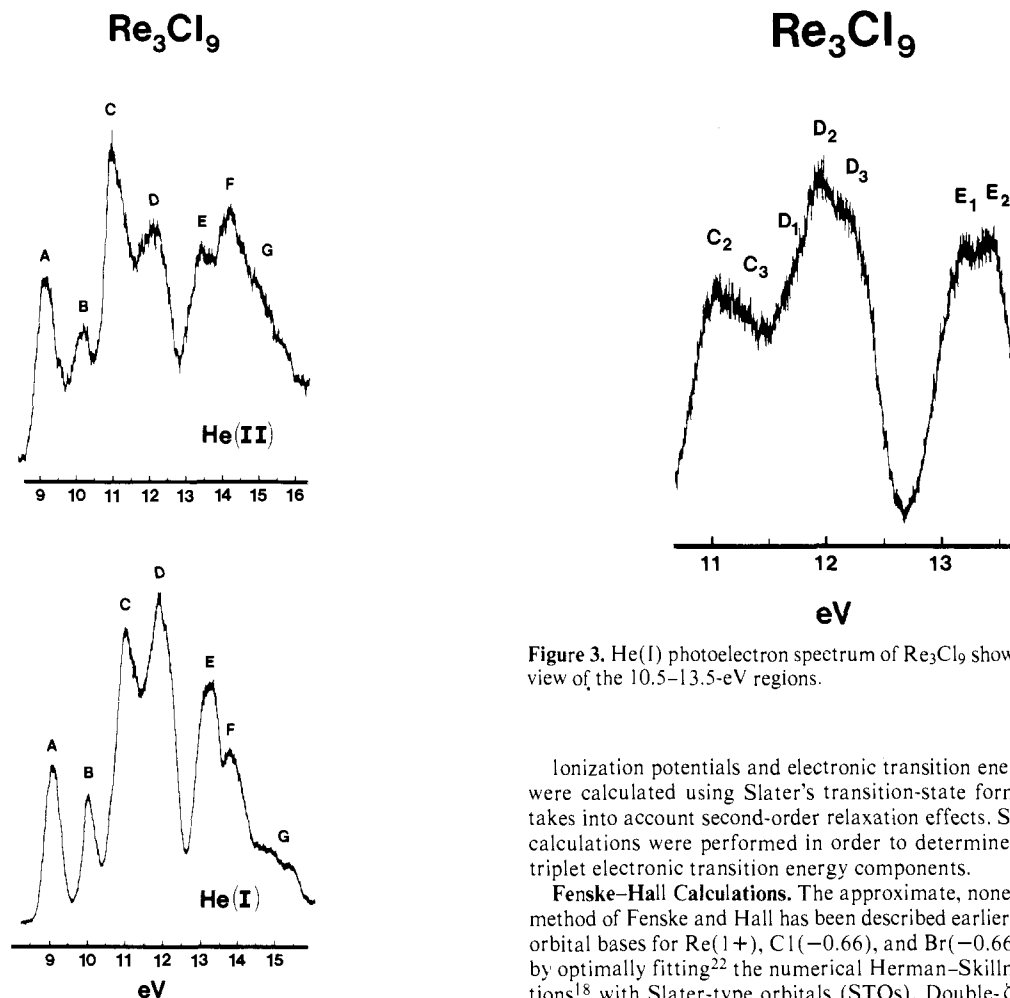 Re3Cl9
C
A
B
D
E
F
G
He(II)
9 10 11 12 13 14 15 16
D
C
A
B
E
F
G
He(I)
9 10 11 12 13 14 15
eV
Re3Cl9
D2
D3
D1
C2
C3
E1 E2
11 12 13
eV
Figure 3. He(I) photoelectron spectrum of Re3Cl9 show
view of the 10.5–13.5-eV regions.
Ionization potentials and electronic transition ene
were calculated using Slater's transition-state form
takes into account second-order relaxation effects. S
calculations were performed in order to determine
triplet electronic transition energy components.
Fenske–Hall Calculations. The approximate, none
method of Fenske and Hall has been described earlier
orbital bases for Re(1+), Cl(−0.66), and Br(−0.66
by optimally fitting22 the numerical Herman–Skilln
tions18 with Slater-type orbitals (STOs). Double-ζ